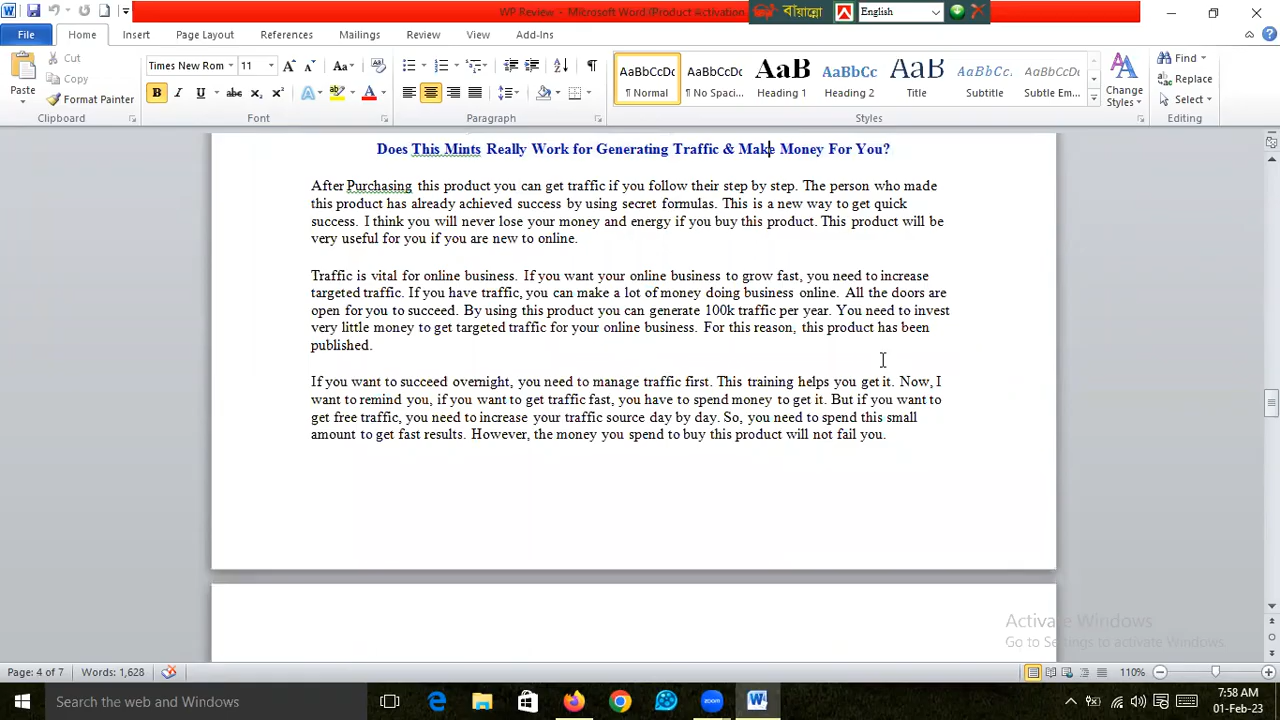 WP Review - Microsoft Word (Product Activation
বায়ান্নো
English
File Home Insert Page Layout References Mailings Review View Add-Ins
Paste
Cut
Copy
Format Painter
Clipboard
Times New Rom 11
Font
Paragraph
AaBbCcDc AaBbCcDc AaB AaBbCc AaB AaBbCc. AaBbCcDc
¶ Normal ¶ No Spaci... Heading 1 Heading 2 Title Subtitle Subtle Em...
Change
Styles
Styles
Find
Replace
Select
Editing
Does This Mints Really Work for Generating Traffic & Make Money For You?
After Purchasing this product you can get traffic if you follow their step by step. The person who made
this product has already achieved success by using secret formulas. This is a new way to get quick
success. I think you will never lose your money and energy if you buy this product. This product will be
very useful for you if you are new to online.
Traffic is vital for online business. If you want your online business to grow fast, you need to increase
targeted traffic. If you have traffic, you can make a lot of money doing business online. All the doors are
open for you to succeed. By using this product you can generate 100k traffic per year. You need to invest
very little money to get targeted traffic for your online business. For this reason, this product has been
published.
If you want to succeed overnight, you need to manage traffic first. This training helps you get it. Now, I
want to remind you, if you want to get traffic fast, you have to spend money to get it. But if you want to
get free traffic, you need to increase your traffic source day by day. So, you need to spend this small
amount to get fast results. However, the money you spend to buy this product will not fail you.
Activate Windows
Go to Settings to activate Windows.
Page: 4 of 7 Words: 1,628 110%
Search the web and Windows
zoom
7:58 AM
01-Feb-23